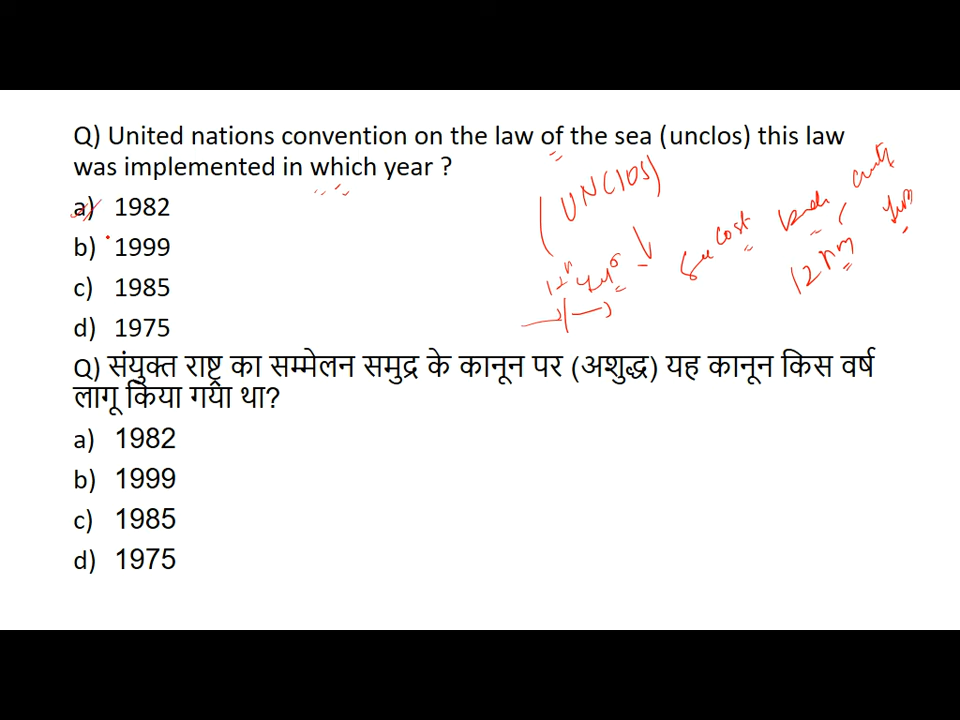 Q) United nations convention on the law of the sea (unclos) this law
was implemented in which year ?
a) 1982
b) 1999
c) 1985
d) 1975
(UNClOS)
cost
12 nm
Q) संयुक्त राष्ट्र का सम्मेलन समुद्र के कानून पर (अशुद्ध) यह कानून किस वर्ष
लागू किया गया था?
a) 1982
b) 1999
c) 1985
d) 1975